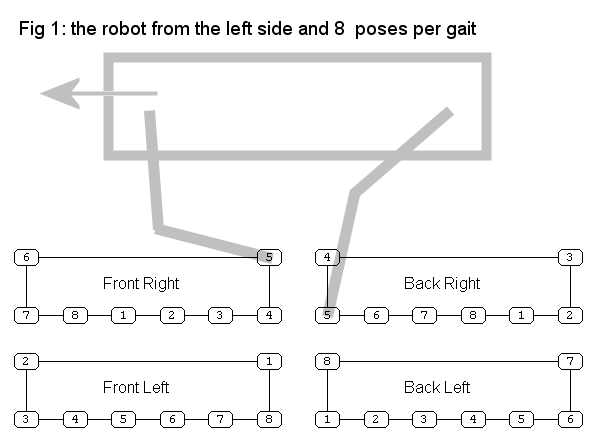 Fig 1: the robot from the left side and 8 poses per gait
6 5 4 3
Front Right Back Right
7 8 1 2 3 4 5 6 7 8 1 2
2 1 8 7
Front Left Back Left
3 4 5 6 7 8 1 2 3 4 5 6